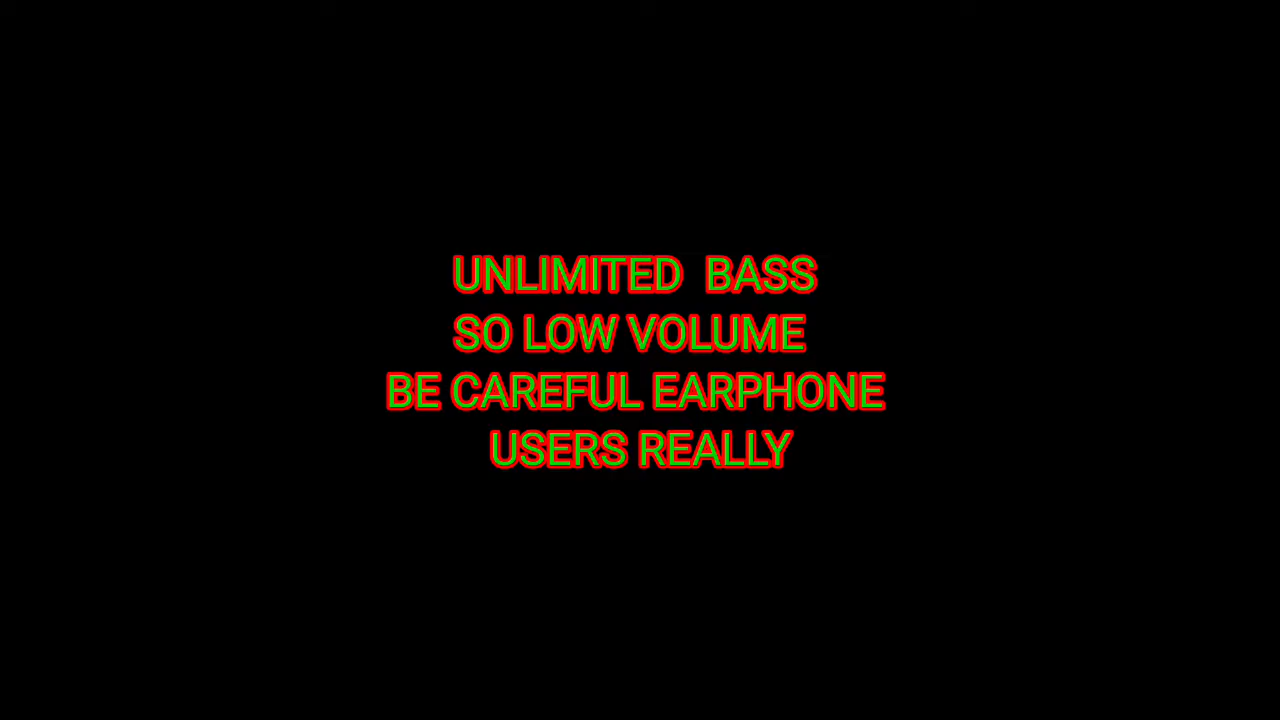 UNLIMITED  BASS
SO LOW VOLUME
BE CAREFUL EARPHONE
USERS REALLY